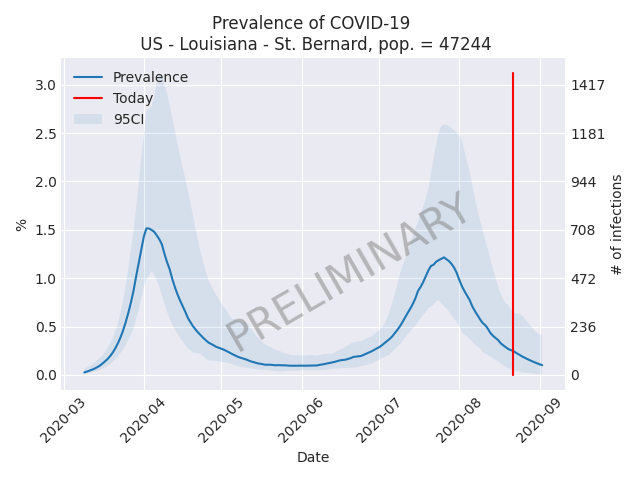 Prevalence of COVID-19
US - Louisiana - St. Bernard, pop. = 47244
Prevalence
Today
95CI
PRELIMINARY
%
3.0
2.5
2.0
1.5
1.0
0.5
0.0
1417
1181
944
708
472
236
0
# of infections
2020-03
2020-04
2020-05
2020-06
2020-07
2020-08
2020-09
Date